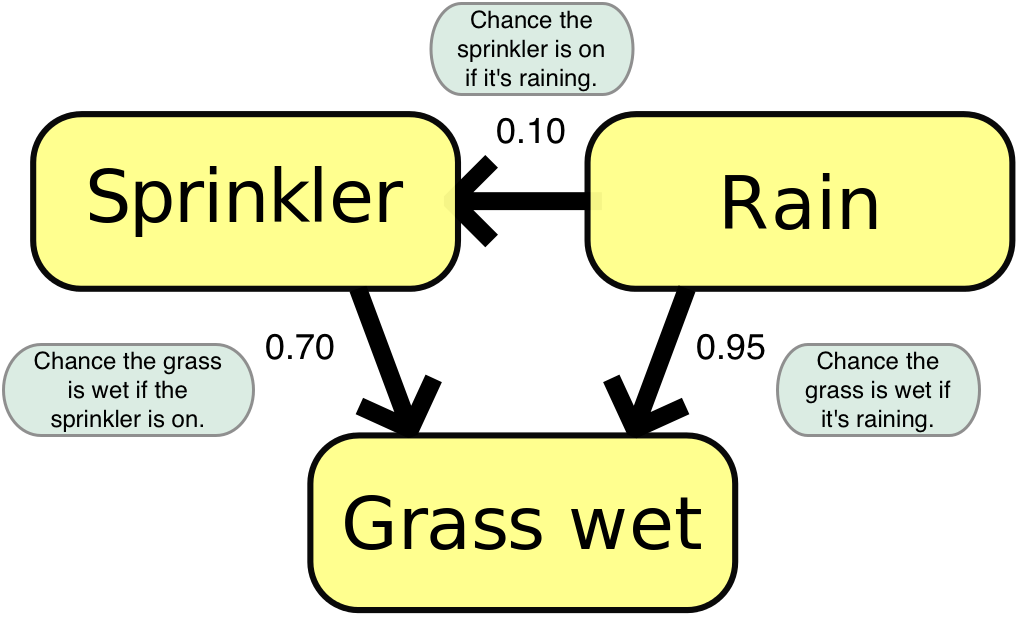 Chance the
sprinkler is on
if it's raining.
0.10
Sprinkler
Rain
0.70
0.95
Chance the grass
is wet if the
sprinkler is on.
Chance the
grass is wet if
it's raining.
Grass wet